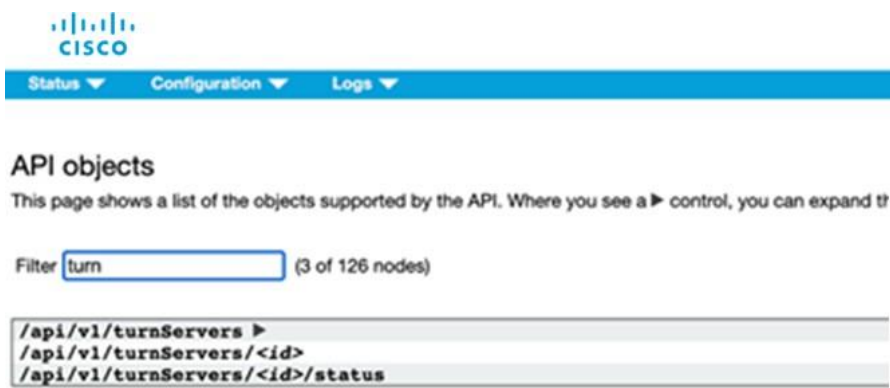 CISCO
Status ▼ Configuration ▼ Logs ▼
API objects
This page shows a list of the objects supported by the API. Where you see a ▶ control, you can expand
Filter turn (3 of 126 nodes)
/api/v1/turnServers ▶
/api/v1/turnServers/<id>
/api/v1/turnServers/<id>/status